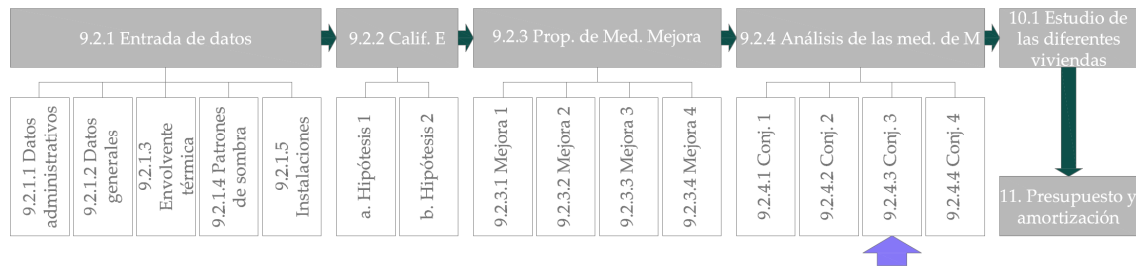 9.2.1 Entrada de datos
9.2.2 Calif. E
9.2.3 Prop. de Med. Mejora
9.2.4 Análisis de las med. de M
10.1 Estudio de
las diferentes
viviendas
9.2.1.1 Datos
administrativos
9.2.1.2 Datos
generales
9.2.1.3
Envolvente
térmica
9.2.1.4 Patrones
de sombra
9.2.1.5
Instalaciones
a. Hipótesis 1
b. Hipótesis 2
9.2.3.1 Mejora 1
9.2.3.2 Mejora 2
9.2.3.3 Mejora 3
9.2.3.4 Mejora 4
9.2.4.1 Conj. 1
9.2.4.2 Conj. 2
9.2.4.3 Conj. 3
9.2.4.4 Conj. 4
11. Presupuesto y
amortización